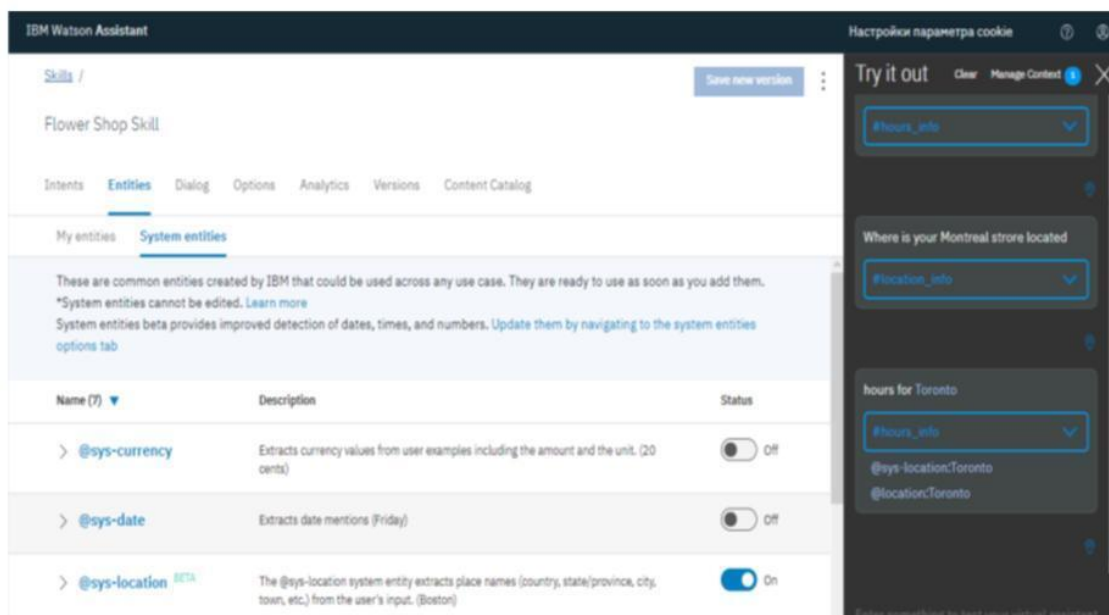 IBM Watson Assistant
Настройки параметра cookie
Skills /
Save new version
Flower Shop Skill
Intents Entities Dialog Options Analytics Versions Content Catalog
My entities System entities
These are common entities created by IBM that could be used across any use case. They are ready to use as soon as you add them.
*System entities cannot be edited. Learn more
System entities beta provides improved detection of dates, times, and numbers. Update them by navigating to the system entities
options tab
Name (7) ▼ Description Status
@sys-currency
Extracts currency values from user examples including the amount and the unit. (20
cents)
Off
@sys-date
Extracts date mentions (Friday)
Off
@sys-location BETA
The @sys-location system entity extracts place names (country, state/province, city,
town, etc.) from the user's input. (Boston)
On
Try it out Clear Manage Context 1
#hours_info
Where is your Montreal strore located
#location_info
hours for Toronto
#hours_info
@sys-location:Toronto
@location:Toronto
Enter something to test your virtual assistant